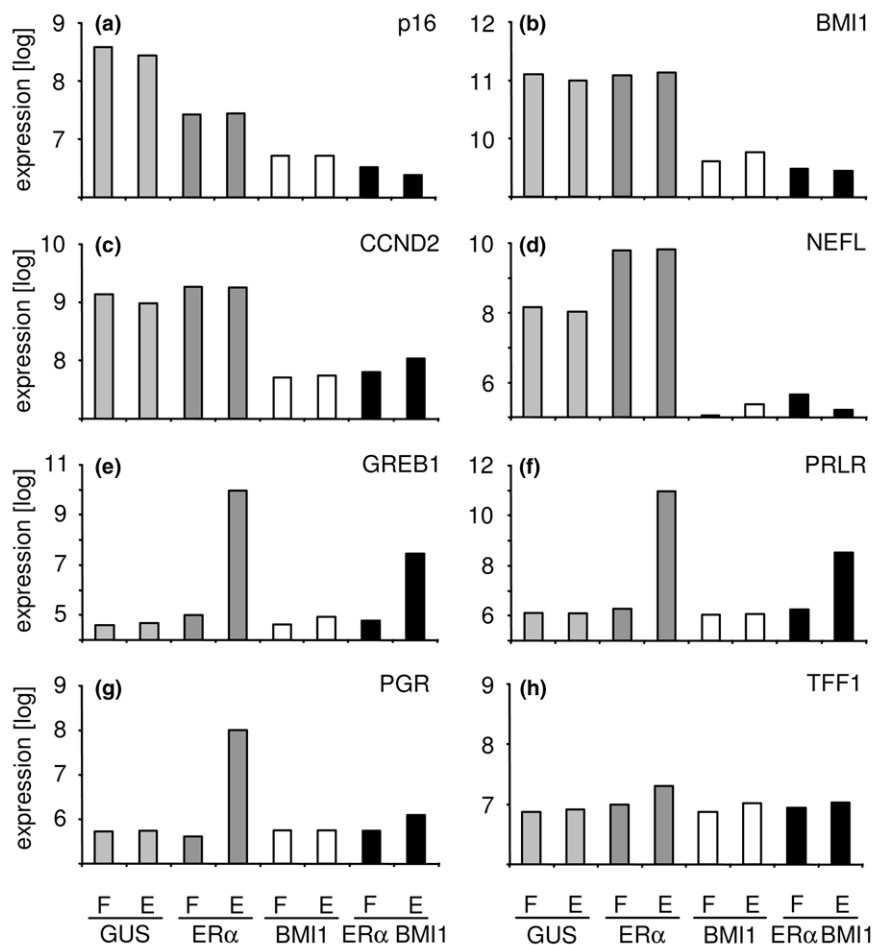 (a) p16
expression [log]
9
8
7
(b) BMI1
12
11
10
(c) CCND2
expression [log]
10
9
8
(d) NEFL
10
8
6
(e) GREB1
expression [log]
11
9
7
5
(f) PRLR
12
10
8
6
(g) PGR
expression [log]
9
8
7
6
(h) TFF1
9
8
7
F E F E F E F E
GUS ERα BMI1 ERα BMI1
F E F E F E F E
GUS ERα BMI1 ERα BMI1